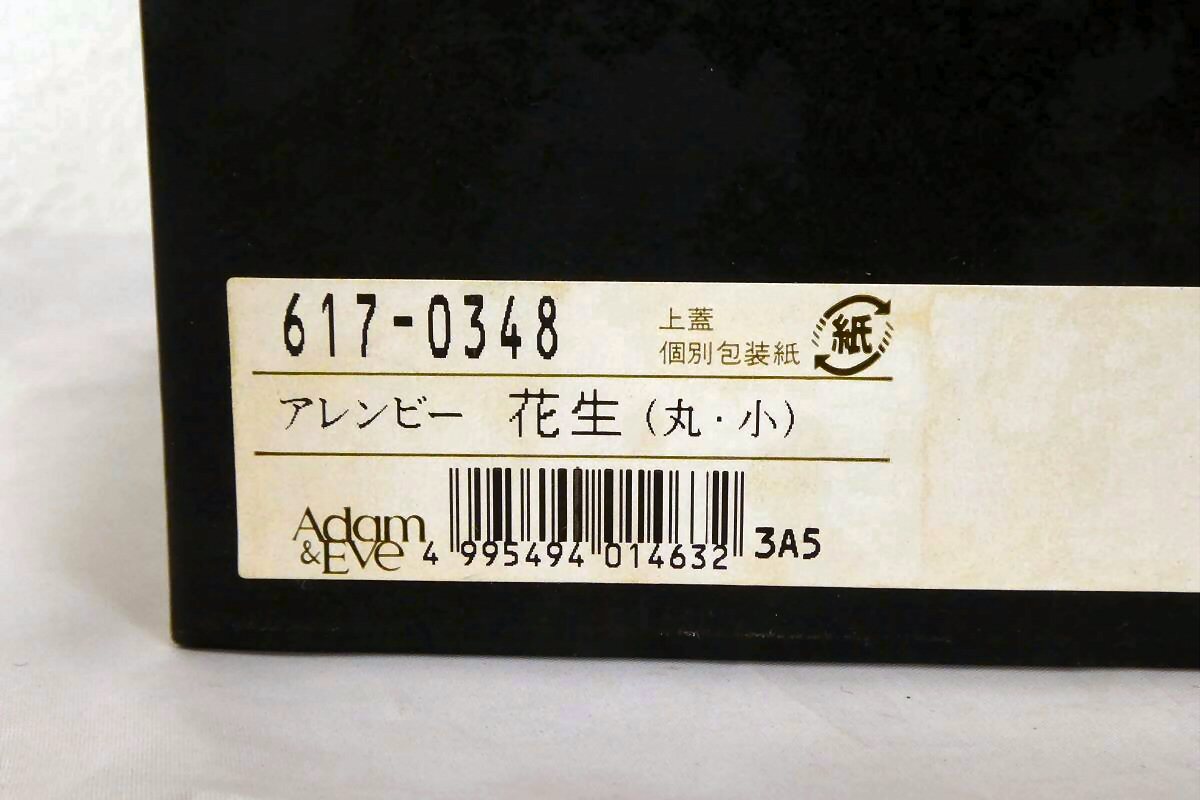 617-0348
上蓋
個別包装紙
紙
アレンビー 花生(丸・小)
Adam
&Eve
4 995494 014632
3A5